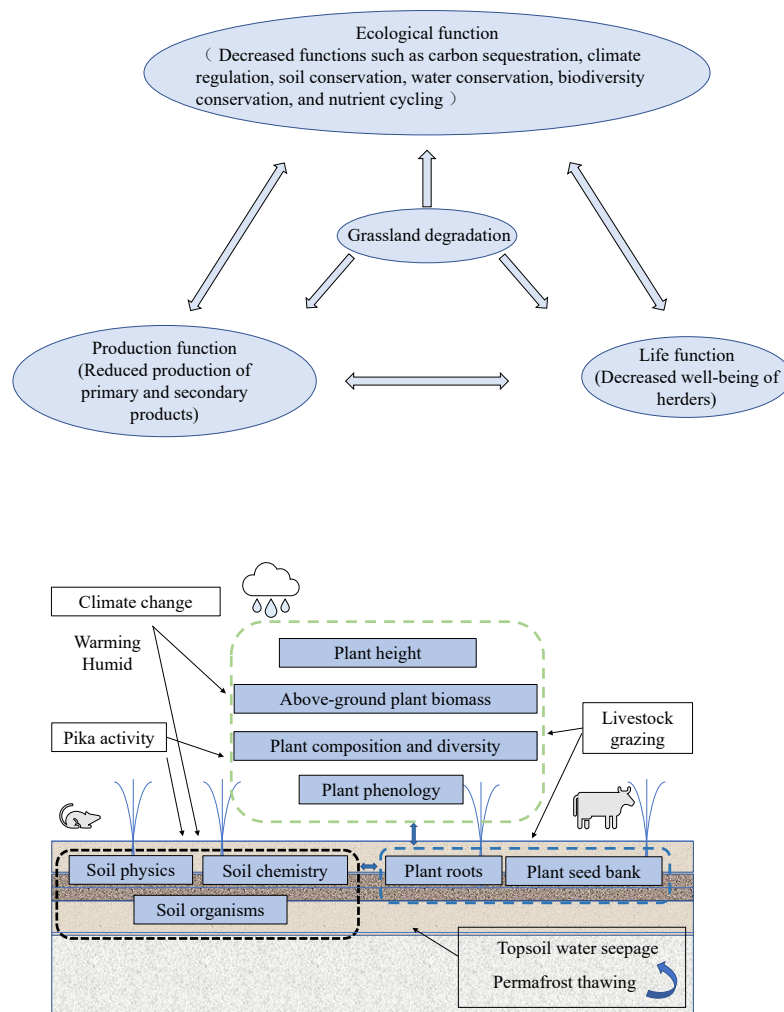 Ecological function
（ Decreased functions such as carbon sequestration, climate
regulation, soil conservation, water conservation, biodiversity
conservation, and nutrient cycling ）
Grassland degradation
Production function
(Reduced production of
primary and secondary
products)
Life function
(Decreased well-being of
herders)
Climate change
Warming
Humid
Plant height
Above-ground plant biomass
Pika activity
Plant composition and diversity
Livestock
grazing
Plant phenology
Soil physics
Soil chemistry
Plant roots
Plant seed bank
Soil organisms
Topsoil water seepage
Permafrost thawing